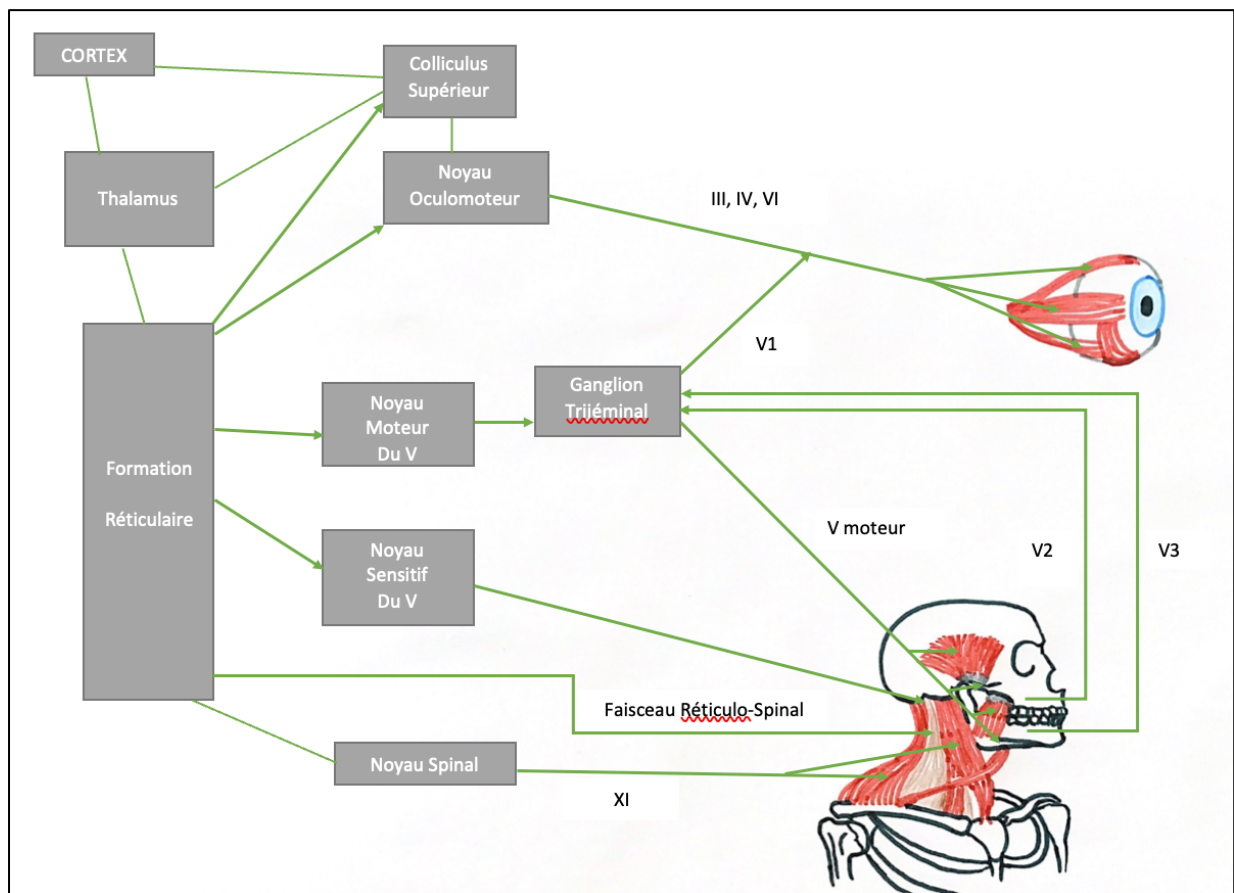 CORTEX
Colliculus
Supérieur
Thalamus
Noyau
Oculomoteur
III, IV, VI
V1
Ganglion
Trijéminal
Noyau
Moteur
Du V
Formation
Réticulaire
V moteur
V2
V3
Noyau
Sensitif
Du V
Faisceau Réticulo-Spinal
Noyau Spinal
XI